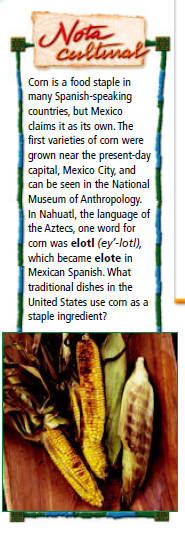 Nota
cultural
Corn is a food staple in
many Spanish-speaking
countries, but Mexico
claims it as its own. The
first varieties of corn were
grown near the present-day
capital, Mexico City, and
can be seen in the National
Museum of Anthropology.
In Nahuatl, the language of
the Aztecs, one word for
corn was elotl (ey’-lotl),
which became elote in
Mexican Spanish. What
traditional dishes in the
United States use corn as a
staple ingredient?